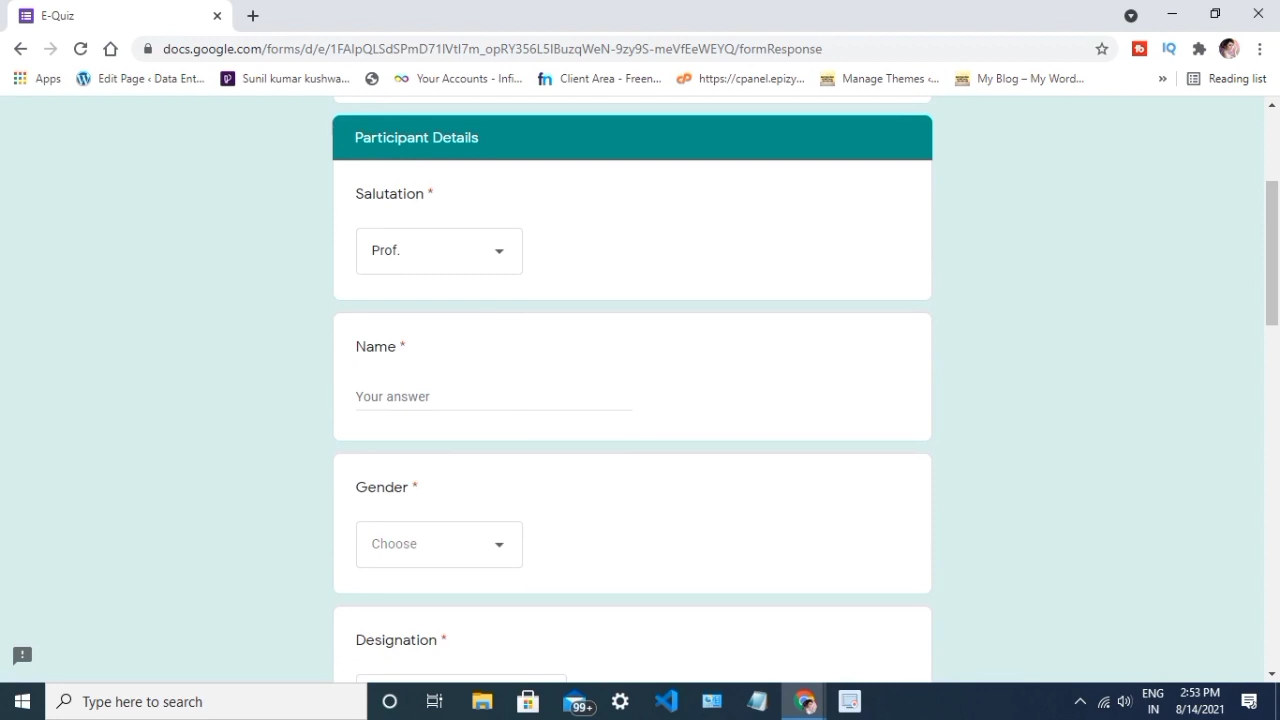 E-Quiz
docs.google.com/forms/d/e/1FAIpQLSdSPmD71lVtI7m_opRY356L5lBuzqWeN-9zy9S-meVfEeWEYQ/formResponse
Apps
Edit Page ‹ Data Ent...
Sunil kumar kushwa...
Your Accounts - Infi...
Client Area - Freen...
https://cpanel.epizy...
Manage Themes ‹...
My Blog – My Word...
»
Reading list
Participant Details
Salutation *
Prof.
Name *
Your answer
Gender *
Choose
Designation *
Type here to search
99+
ENG
IN
2:53 PM
8/14/2021